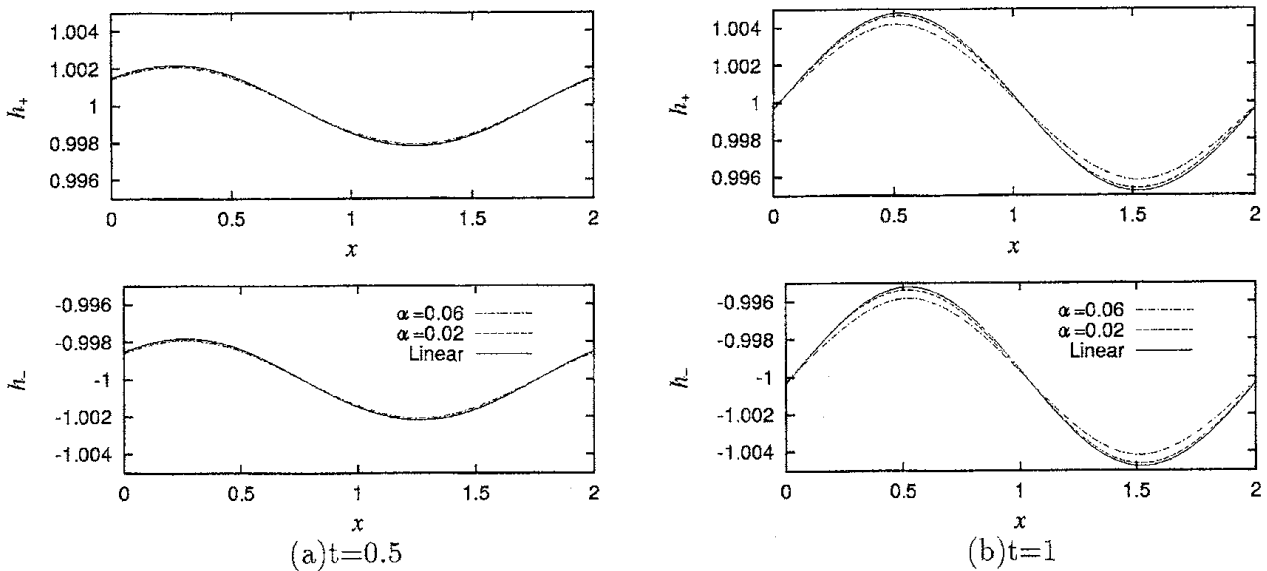 1.004
1.002
1
0.998
0.996
h₊
0 0.5 1 1.5 2
x
-0.996
-0.998
-1
-1.002
-1.004
h₋
α=0.06
α=0.02
Linear
0 0.5 1 1.5 2
x
(a)t=0.5
1.004
1.002
1
0.998
0.996
h₊
0 0.5 1 1.5 2
x
-0.996
-0.998
-1
-1.002
-1.004
h₋
α=0.06
α=0.02
Linear
0 0.5 1 1.5 2
x
(b)t=1